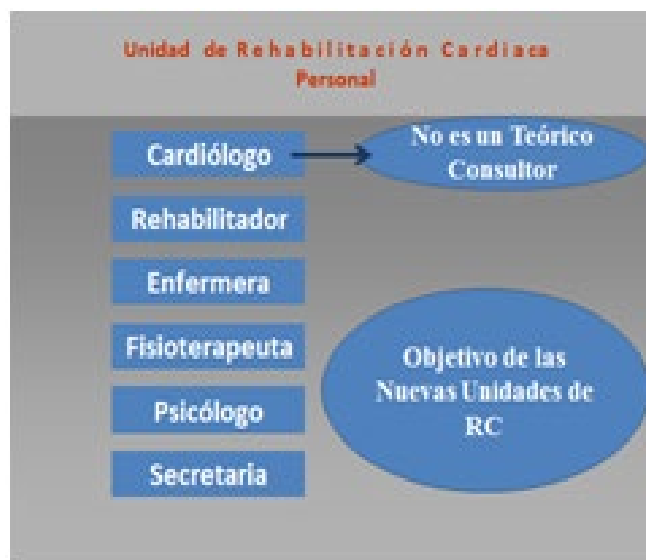 Unidad de Rehabilitación Cardiaca
Personal
Cardiólogo
No es un Teórico
Consultor
Rehabilitador
Enfermera
Fisioterapeuta
Psicólogo
Secretaria
Objetivo de las
Nuevas Unidades de
RC